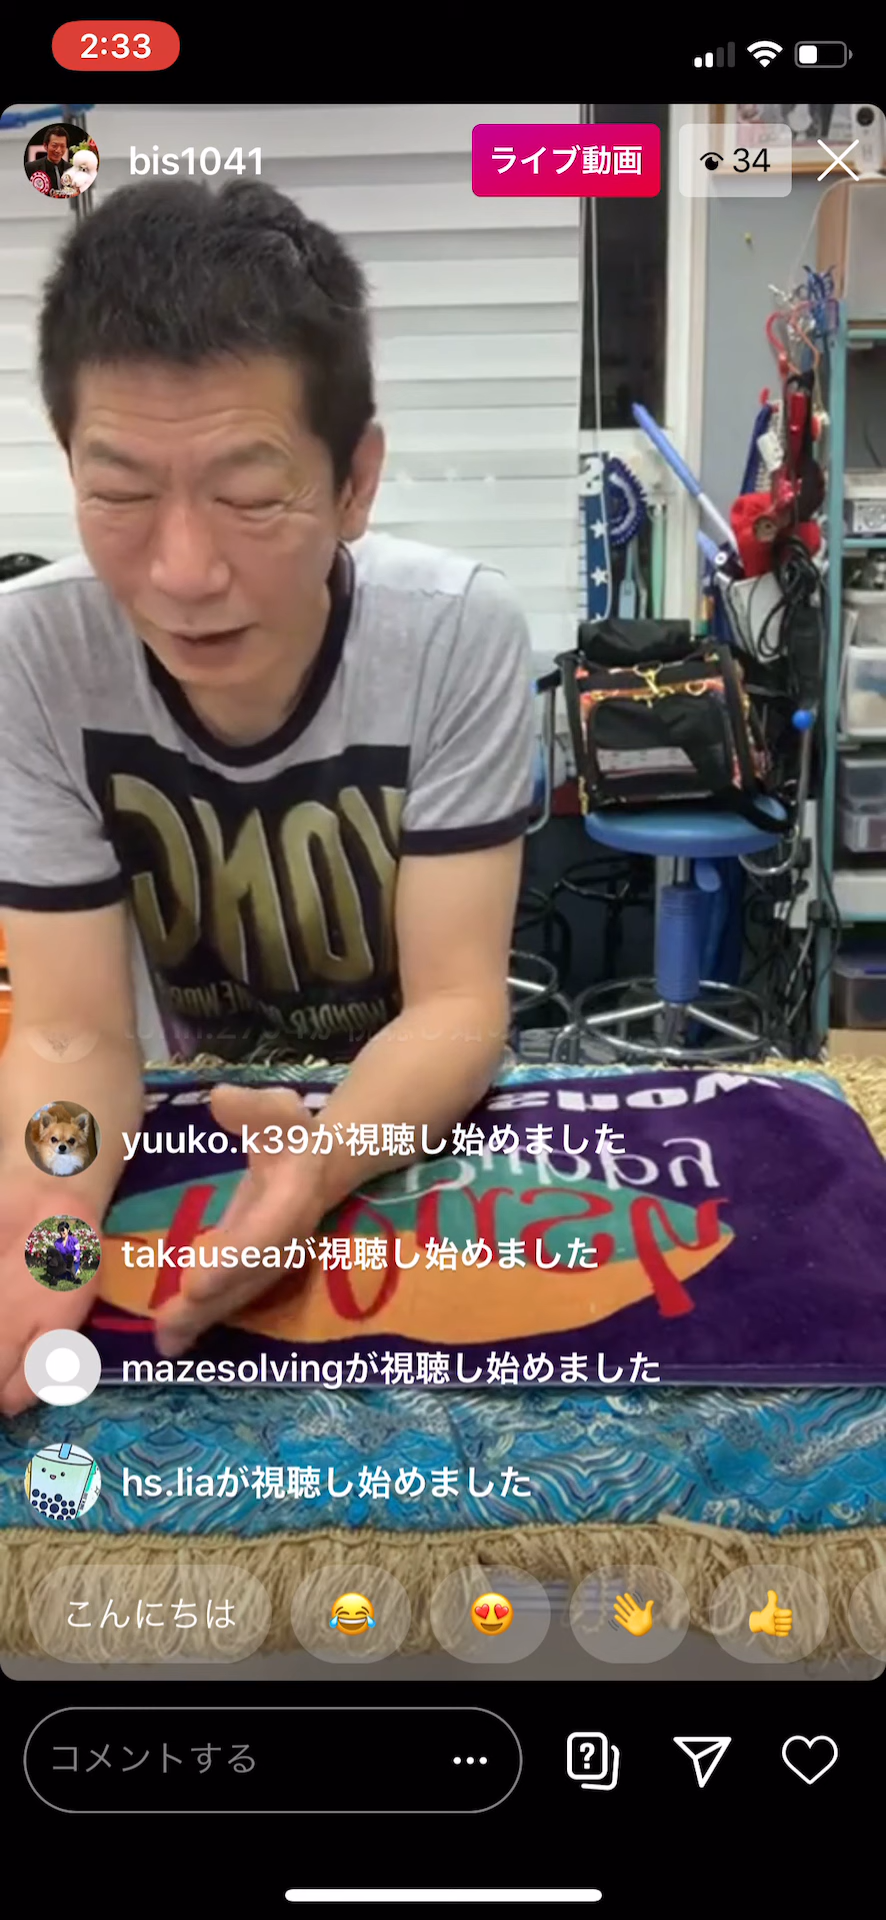 2:33
bis1041
ライブ動画
34
YONG
WONDER
yuuko.k39が視聴し始めました
takauseaが視聴し始めました
mazesolvingが視聴し始めました
hs.liaが視聴し始めました
こんにちは
コメントする